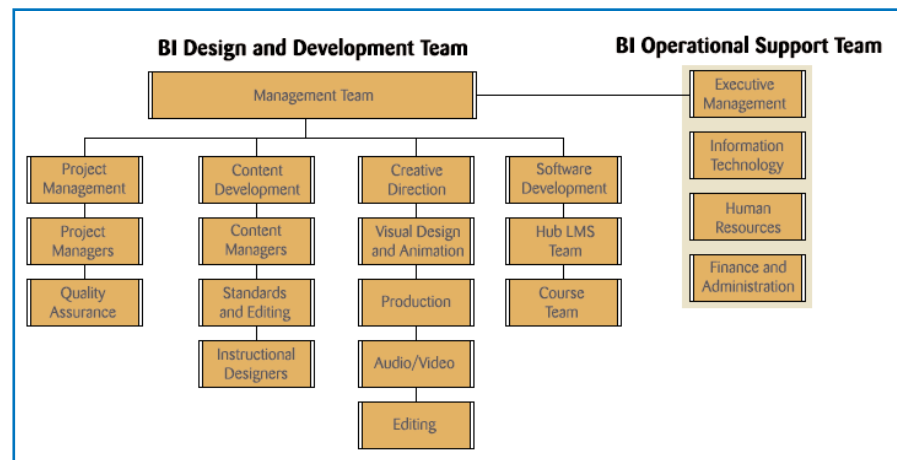 BI Design and Development Team
BI Operational Support Team
Management Team
Executive
Management
Information
Technology
Human
Resources
Finance and
Administration
Project
Management
Project
Managers
Quality
Assurance
Content
Development
Content
Managers
Standards
and Editing
Instructional
Designers
Creative
Direction
Visual Design
and Animation
Production
Audio/Video
Editing
Software
Development
Hub LMS
Team
Course
Team